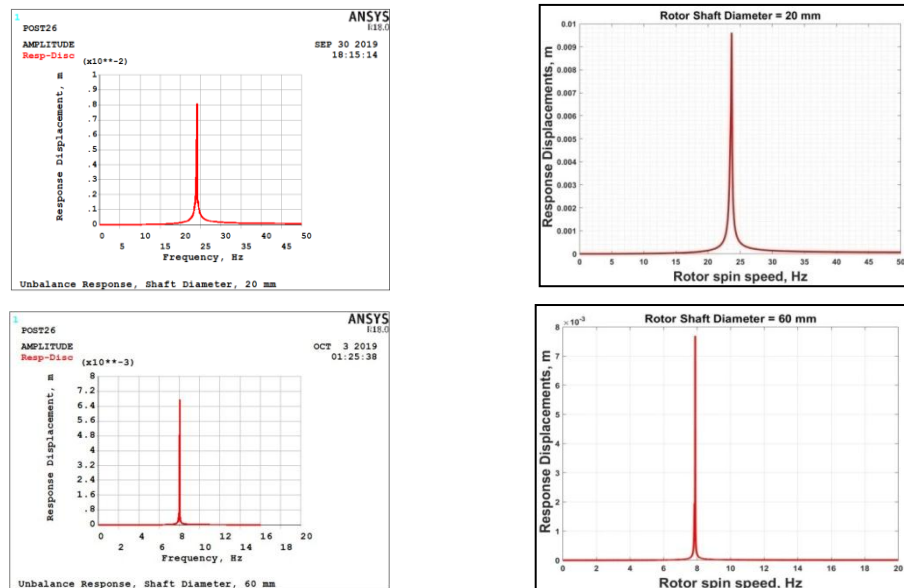 1
ANSYS
R18.0
POST26
AMPLITUDE
Resp-Disc
SEP 30 2019
18:15:14
(x10**-2)
Response Displacement, m
1
.9
.8
.7
.6
.5
.4
.3
.2
.1
0
0 10 20 30 40 50
5 15 25 35 45
Frequency, Hz
Unbalance Response, Shaft Diameter, 20 mm
Rotor Shaft Diameter = 20 mm
Response Displacements, m
0.01
0.009
0.008
0.007
0.006
0.005
0.004
0.003
0.002
0.001
0
0 5 10 15 20 25 30 35 40 45 50
Rotor spin speed, Hz
1
ANSYS
R18.0
POST26
AMPLITUDE
Resp-Disc
OCT 3 2019
01:25:38
(x10**-3)
Response Displacement, m
8
7.2
6.4
5.6
4.8
4
3.2
2.4
1.6
.8
0
0 4 8 12 16 20
2 6 10 14 18
Frequency, Hz
Unbalance Response, Shaft Diameter, 60 mm
Rotor Shaft Diameter = 60 mm
×10-3
Response Displacements, m
8
7
6
5
4
3
2
1
0
0 2 4 6 8 10 12 14 16 18 20
Rotor spin speed, Hz